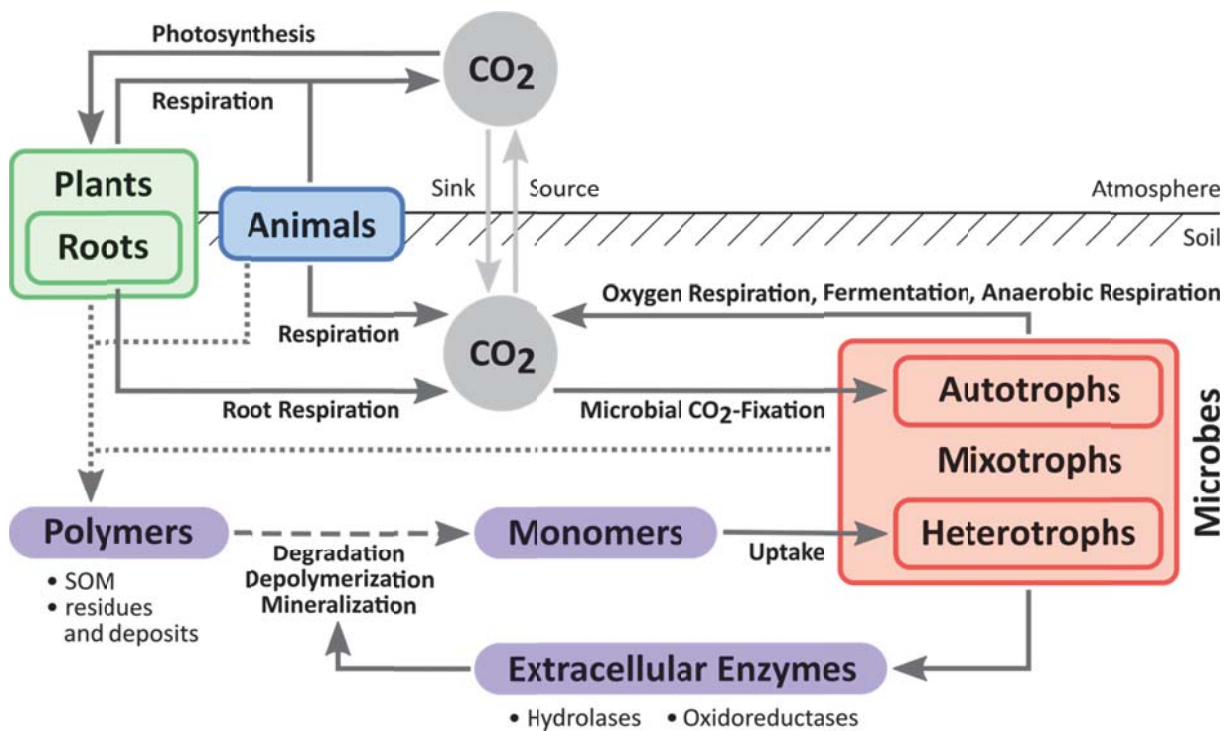 Photosynthesis
CO2
Respiration
Plants
Roots
Animals
Sink
Source
Atmosphere
Soil
Oxygen Respiration, Fermentation, Anaerobic Respiration
Respiration
CO2
Root Respiration
Microbial CO2-Fixation
Autotrophs
Mixotrophs
Heterotrophs
Microbes
Polymers
• SOM
• residues
and deposits
Degradation
Depolymerization
Mineralization
Monomers
Uptake
Extracellular Enzymes
• Hydrolases • Oxidoreductases